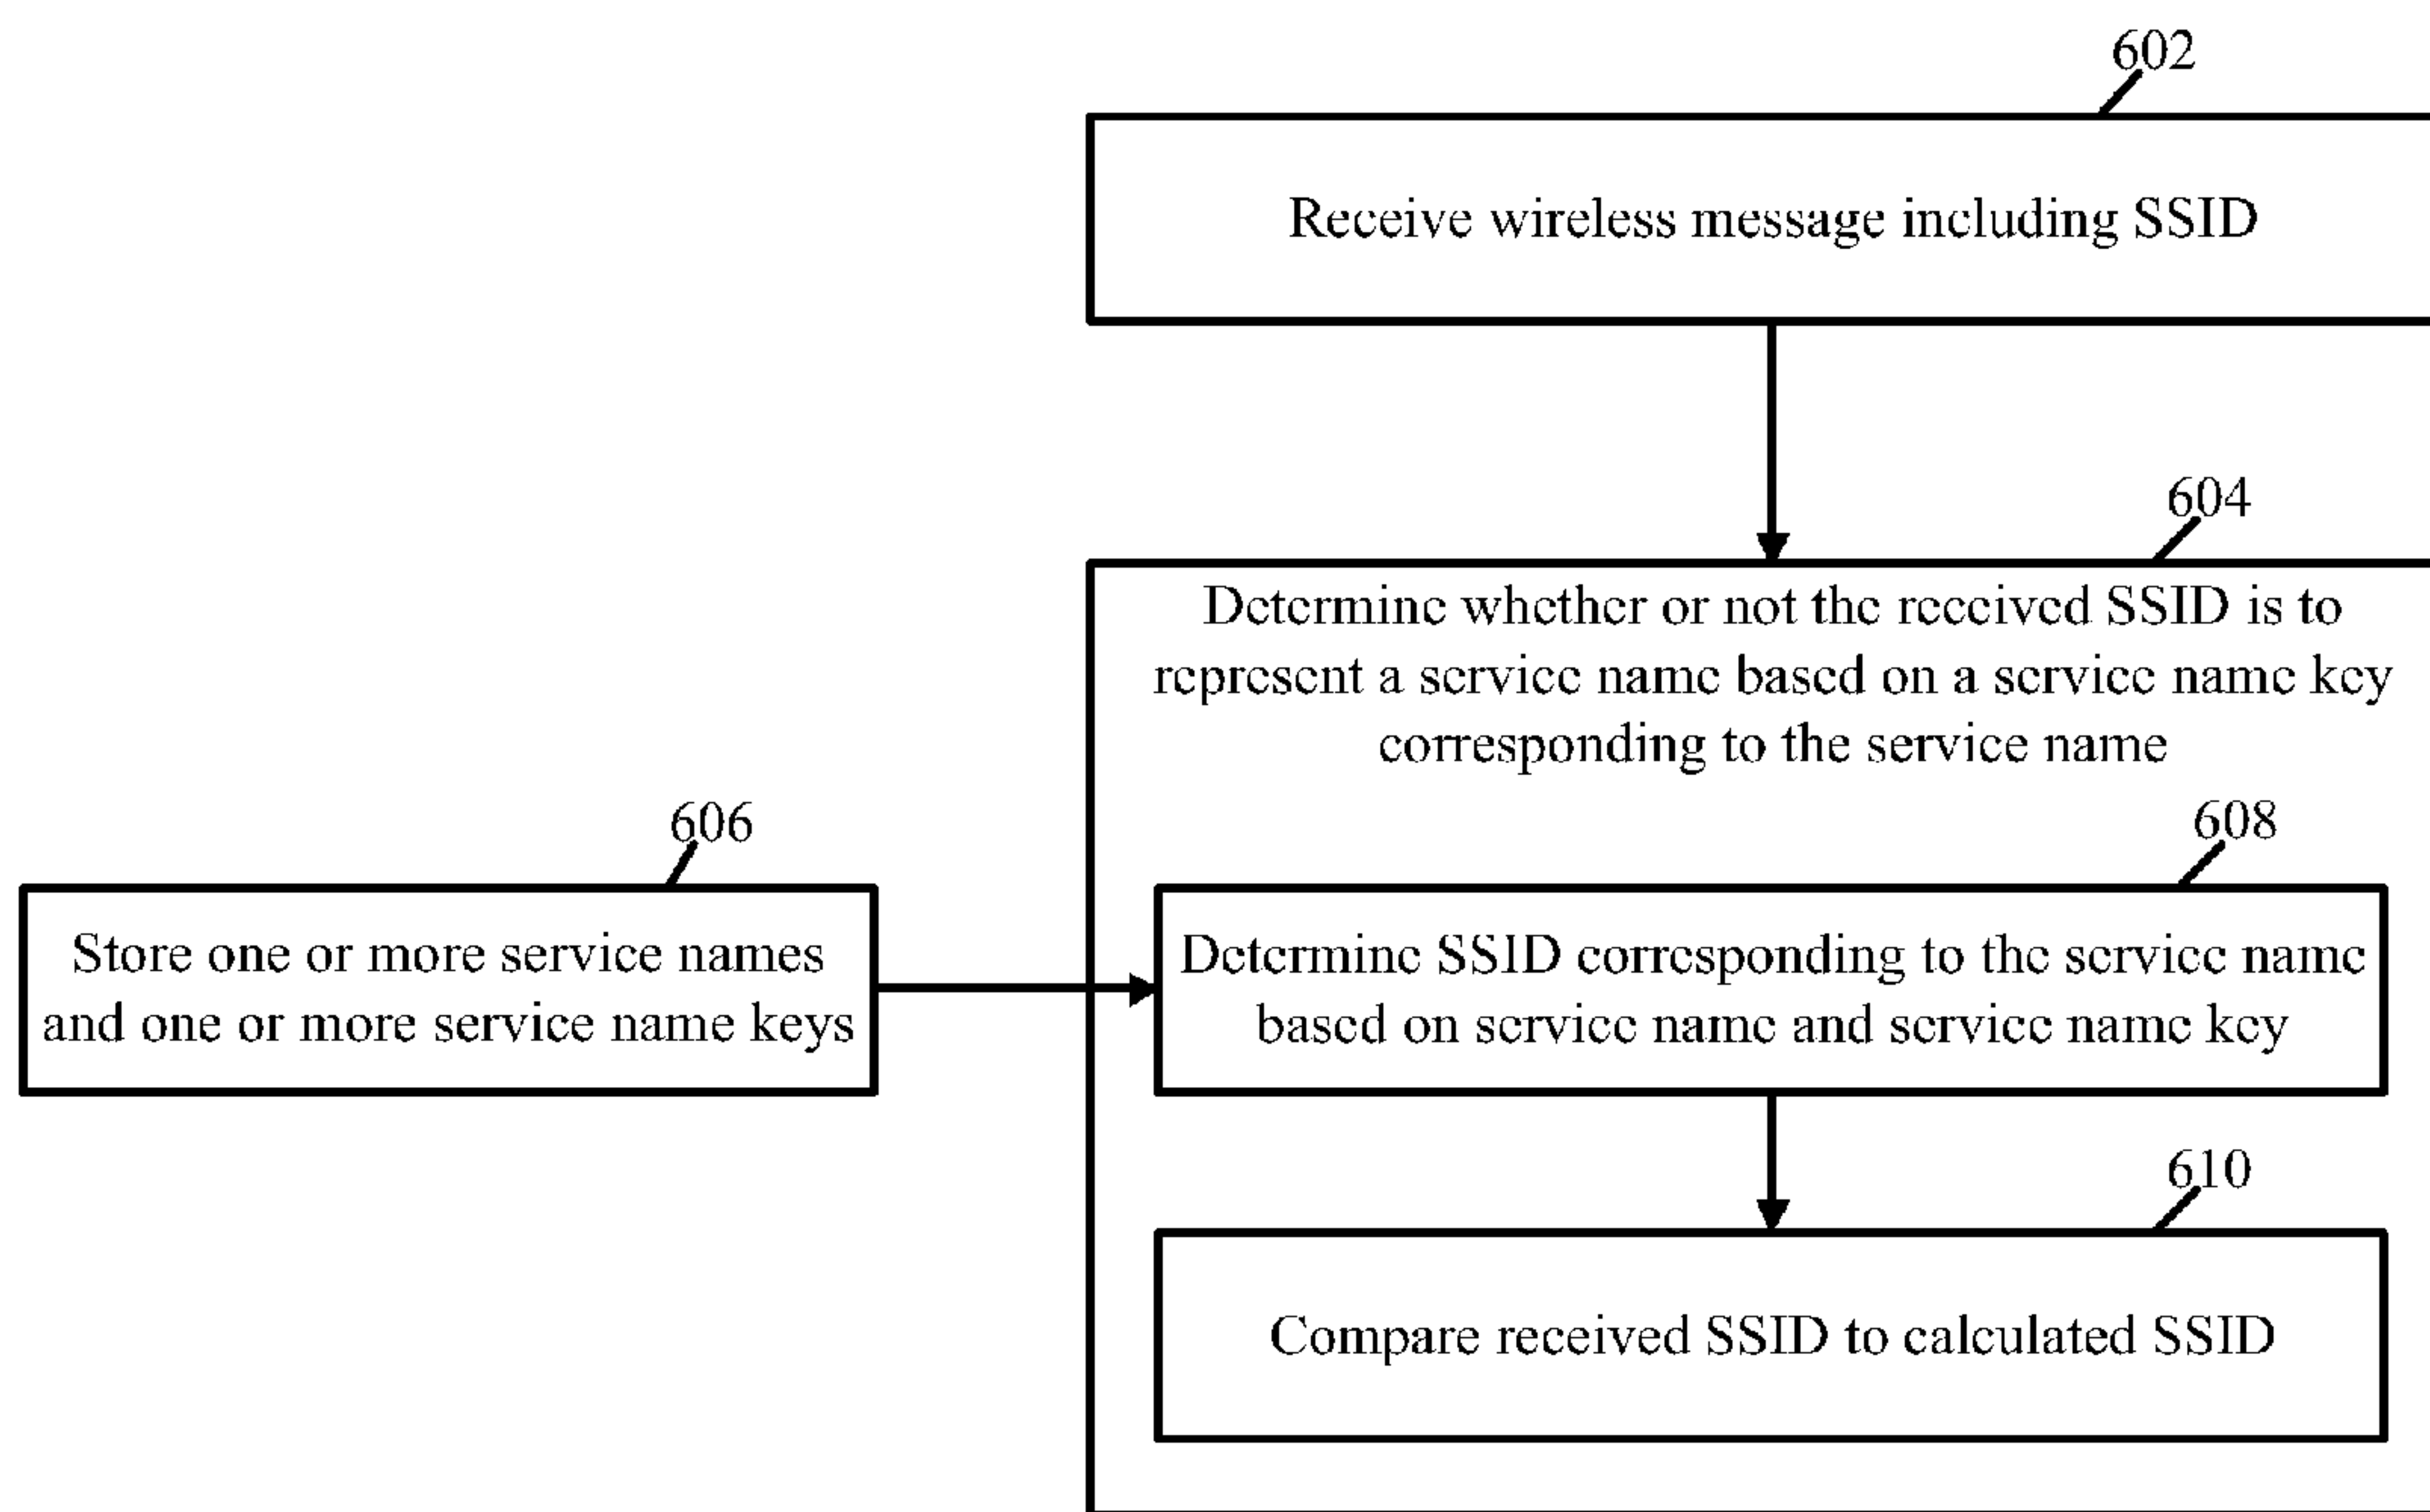 602
Receive wireless message including SSID
604
Determine whether or not the received SSID is to
represent a service name based on a service name key
corresponding to the service name
606
Store one or more service names
and one or more service name keys
608
Determine SSID corresponding to the service name
based on service name and service name key
610
Compare received SSID to calculated SSID